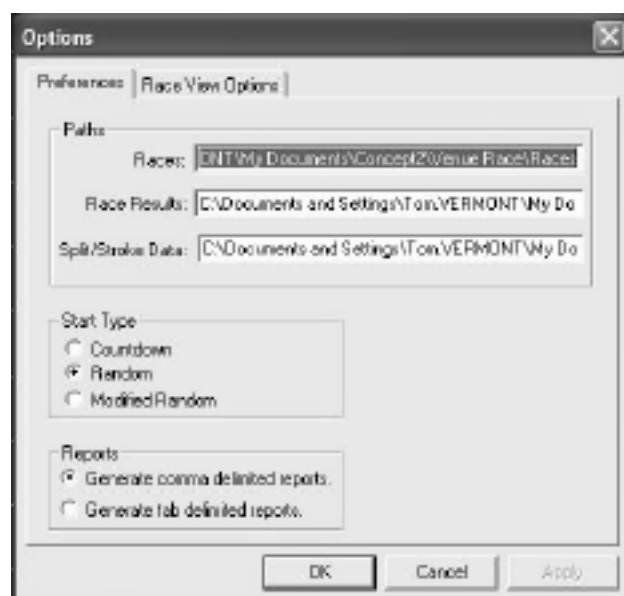 Options
Preferences Race View Options
Paths
Races: ONT\My Documents\Concept2\Venue Race\Races
Race Results: C:\Documents and Settings\Tom.VERMONT\My Do
Split/Stroke Data: C:\Documents and Settings\Tom.VERMONT\My Do
Start Type
Countdown
Random
Modified Random
Reports
Generate comma delimited reports.
Generate tab delimited reports.
OK Cancel Apply